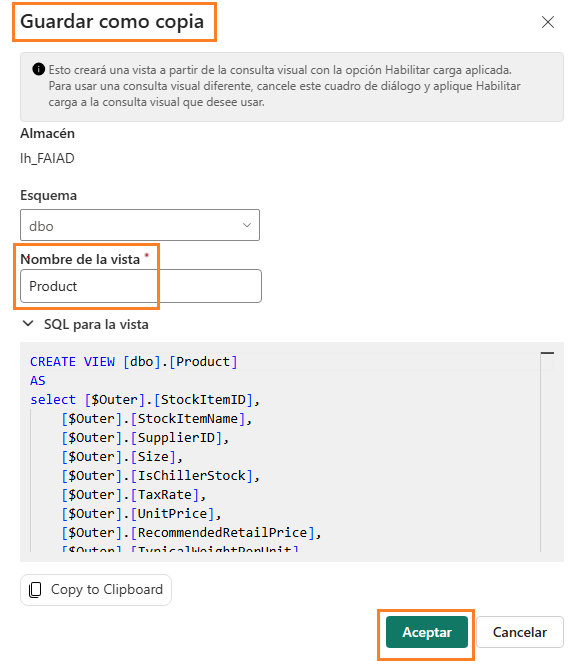 Guardar como copia
Esto creará una vista a partir de la consulta visual con la opción Habilitar carga aplicada.
Para usar una consulta visual diferente, cancele este cuadro de diálogo y aplique Habilitar
carga a la consulta visual que desee usar.
Almacén
lh_FAIAD
Esquema
dbo
Nombre de la vista *
Product
SQL para la vista
CREATE VIEW [dbo].[Product]
AS
select [$Outer].[StockItemID],
[$Outer].[StockItemName],
[$Outer].[SupplierID],
[$Outer].[Size],
[$Outer].[IsChillerStock],
[$Outer].[TaxRate],
[$Outer].[UnitPrice],
[$Outer].[RecommendedRetailPrice],
[$Outer].[TypicalWeightPerUnit]
Copy to Clipboard
Aceptar Cancelar